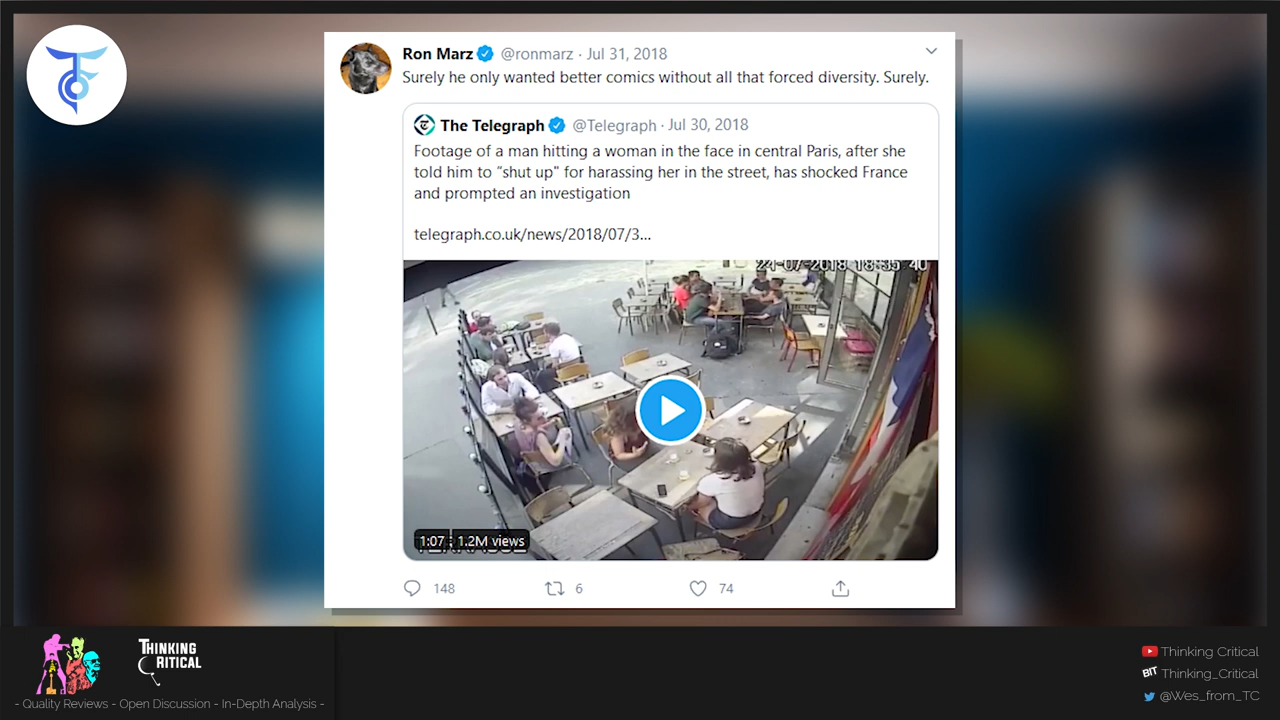 Ron Marz @ronmarz · Jul 31, 2018
Surely he only wanted better comics without all that forced diversity. Surely.
The Telegraph @Telegraph · Jul 30, 2018
Footage of a man hitting a woman in the face in central Paris, after she
told him to “shut up" for harassing her in the street, has shocked France
and prompted an investigation
telegraph.co.uk/news/2018/07/3...
24-07-2018 18:35:40
1:07 1.2M views
148 6 74
THINKING
CRITICAL
- Quality Reviews - Open Discussion - In-Depth Analysis -
Thinking Critical
BIT Thinking_Critical
@Wes_from_TC